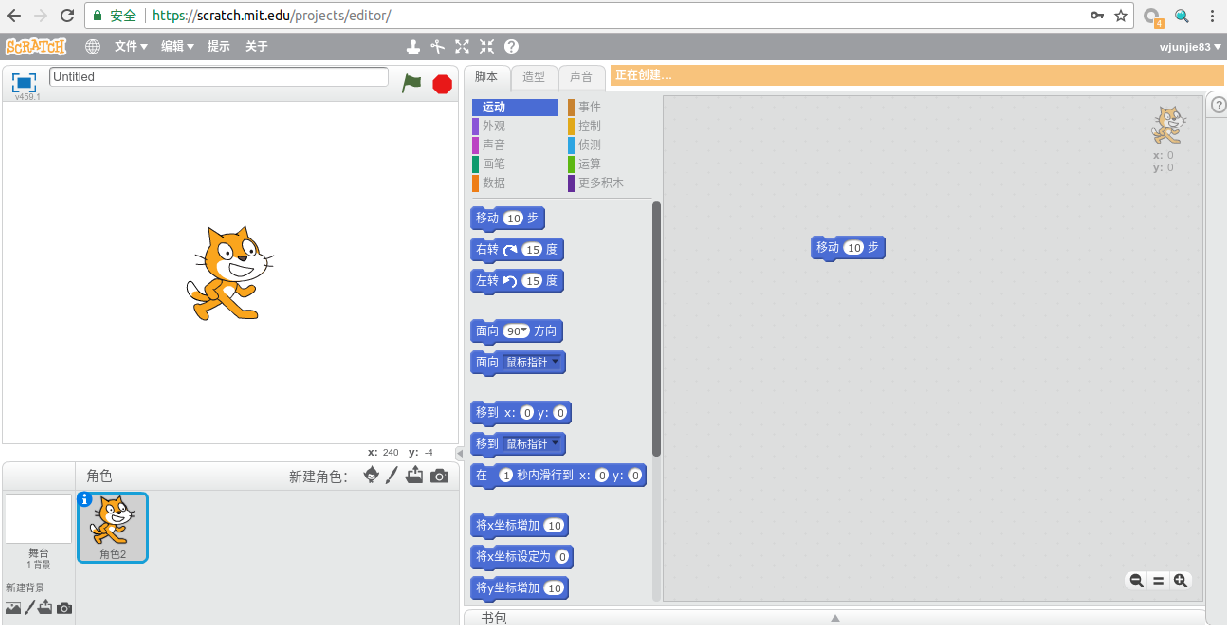 安全 https://scratch.mit.edu/projects/editor/
4
SCRATCH 文件 编辑 提示 关于 wjunjie83
Untitled
v459.1
脚本 造型 声音 正在创建...
运动 事件
外观 控制
声音 侦测
画笔 运算
数据 更多积木
x: 0
y: 0
移动 10 步
右转 15 度
左转 15 度
面向 90 方向
面向 鼠标指针
移到 x: 0 y: 0
移到 鼠标指针
在 1 秒内滑行到 x: 0 y: 0
将x坐标增加 10
将x坐标设定为 0
将y坐标增加 10
移动 10 步
x: 240 y: -4
角色 新建角色:
角色2
舞台
1 背景
新建背景
书包